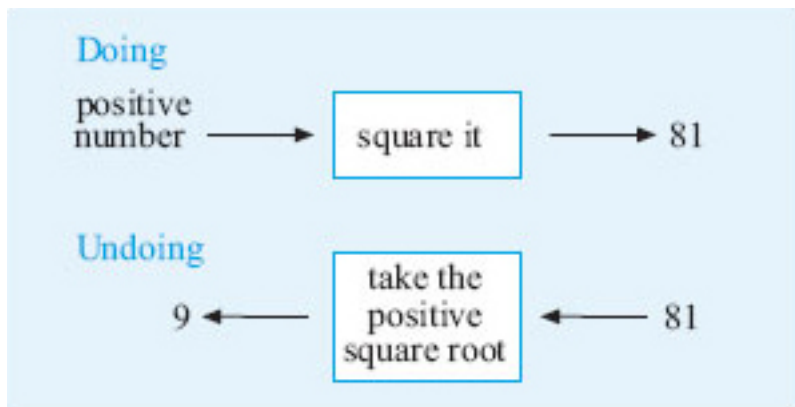 Doing
positive
number
square it
81
Undoing
9
take the
positive
square root
81